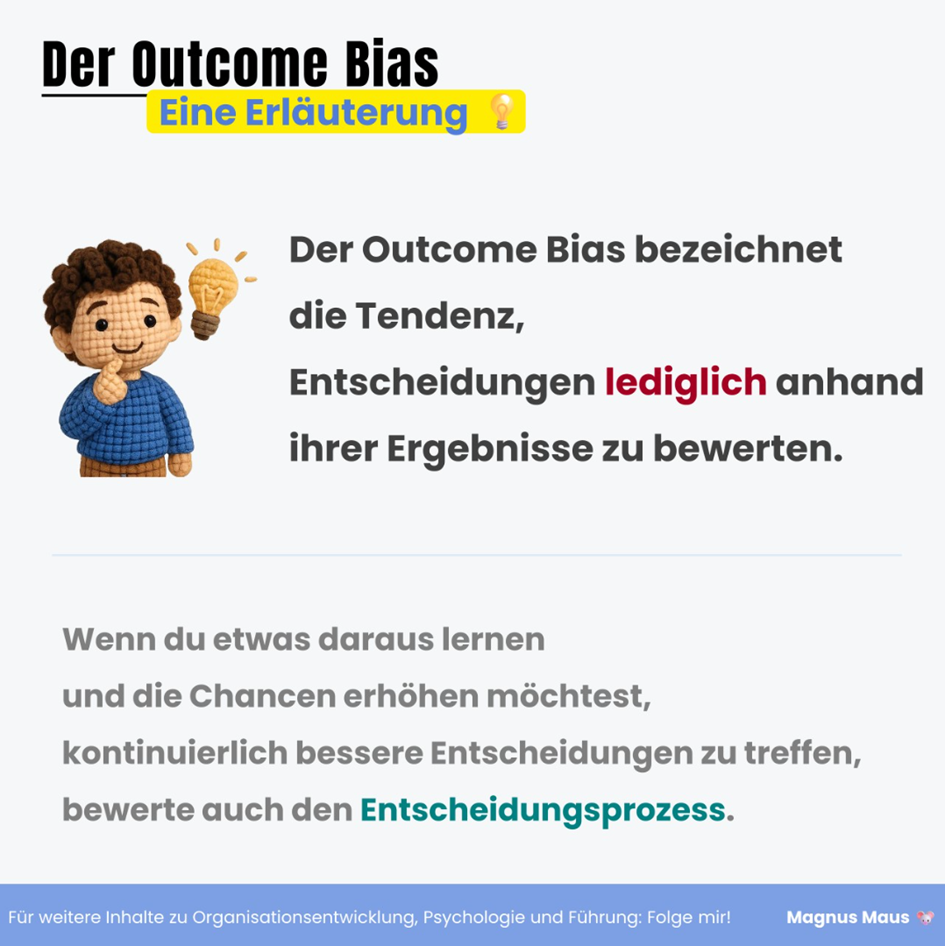 Der Outcome Bias
Eine Erläuterung 💡
Der Outcome Bias bezeichnet
die Tendenz,
Entscheidungen lediglich anhand
ihrer Ergebnisse zu bewerten.
Wenn du etwas daraus lernen
und die Chancen erhöhen möchtest,
kontinuierlich bessere Entscheidungen zu treffen,
bewerte auch den Entscheidungsprozess.
Für weitere Inhalte zu Organisationsentwicklung, Psychologie und Führung: Folge mir! Magnus Maus 🐭